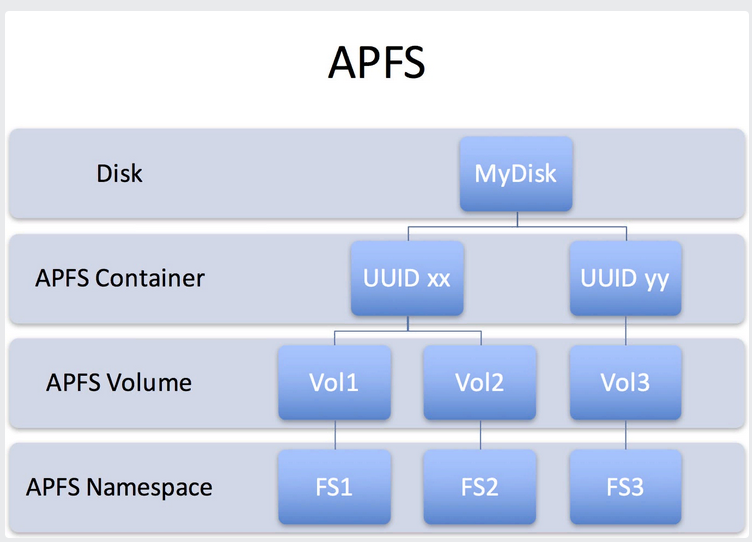 APFS
Disk
MyDisk
APFS Container
UUID xx
UUID yy
APFS Volume
Vol1
Vol2
Vol3
APFS Namespace
FS1
FS2
FS3